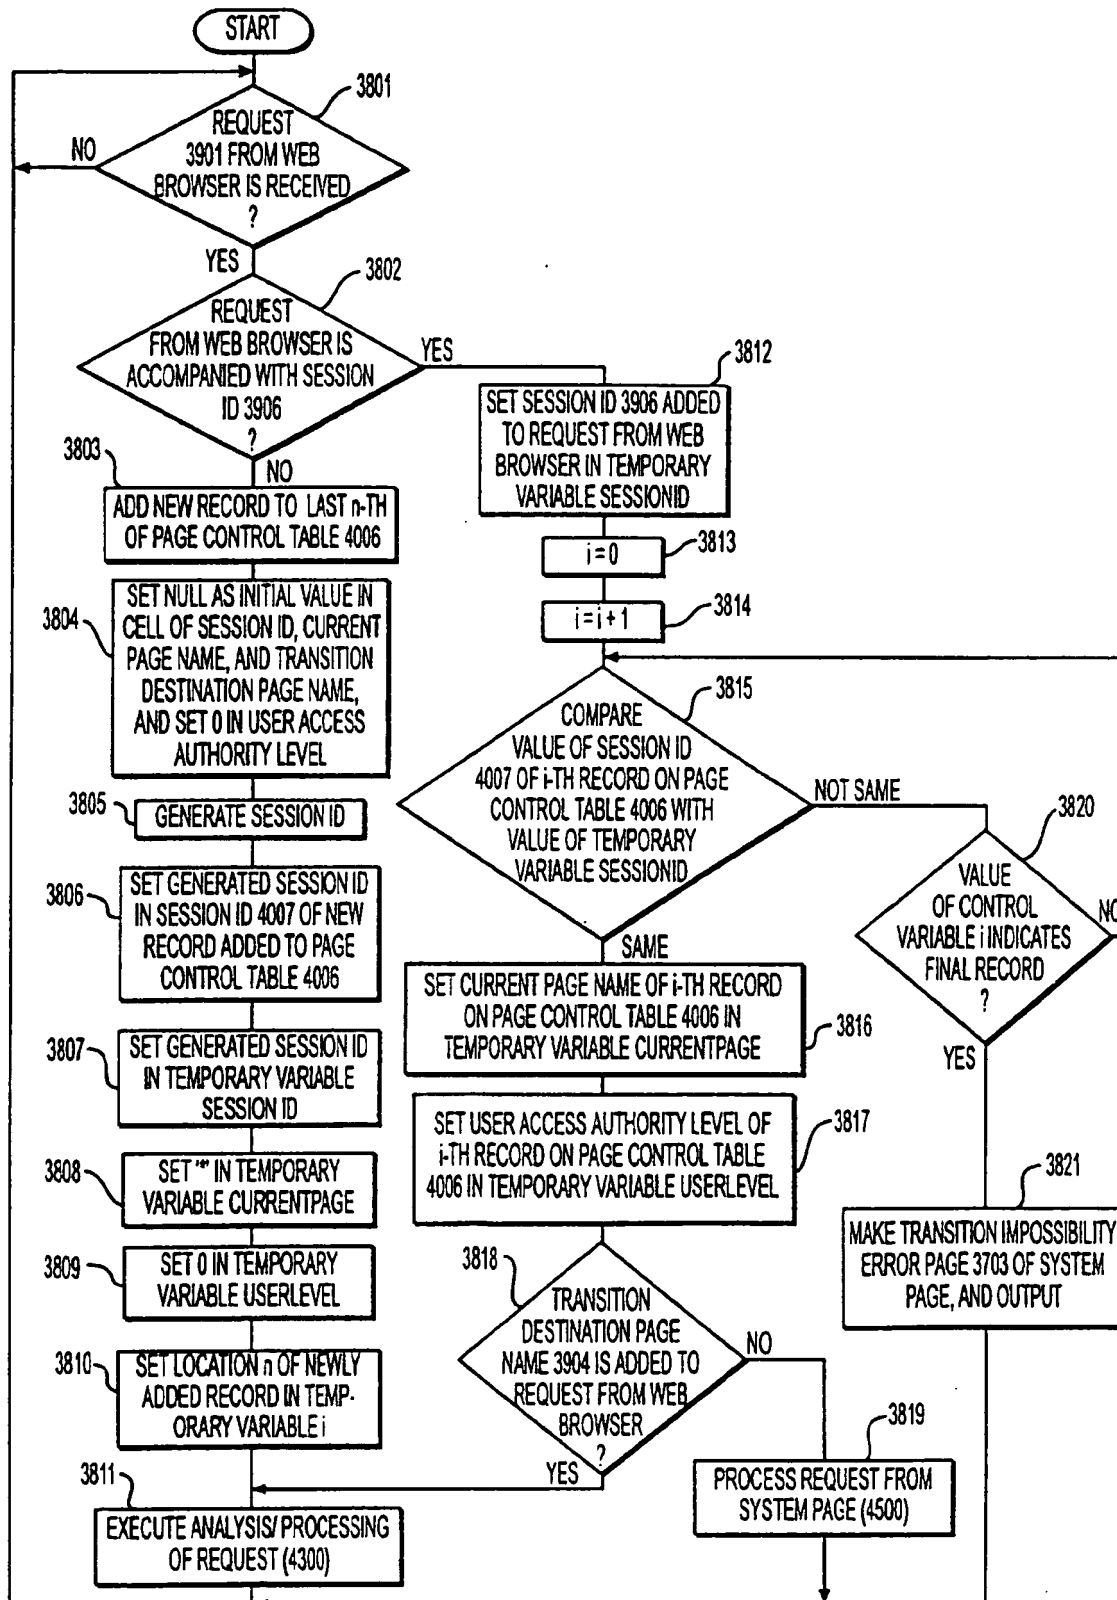 START
3801
REQUEST
3901 FROM WEB
BROWSER IS RECEIVED
?
NO
YES
3802
REQUEST
FROM WEB BROWSER IS
ACCOMPANIED WITH SESSION
ID 3906
?
YES
NO
3803
ADD NEW RECORD TO LAST n-TH
OF PAGE CONTROL TABLE 4006
3804
SET NULL AS INITIAL VALUE IN
CELL OF SESSION ID, CURRENT
PAGE NAME, AND TRANSITION
DESTINATION PAGE NAME,
AND SET 0 IN USER ACCESS
AUTHORITY LEVEL
3805
GENERATE SESSION ID
3806
SET GENERATED SESSION ID
IN SESSION ID 4007 OF NEW
RECORD ADDED TO PAGE
CONTROL TABLE 4006
3807
SET GENERATED SESSION ID
IN TEMPORARY VARIABLE
SESSION ID
3808
SET "*" IN TEMPORARY
VARIABLE CURRENTPAGE
3809
SET 0 IN TEMPORARY
VARIABLE USERLEVEL
3810
SET LOCATION n OF NEWLY
ADDED RECORD IN TEMP-
ORARY VARIABLE i
3811
EXECUTE ANALYSIS/ PROCESSING
OF REQUEST (4300)
3812
SET SESSION ID 3906 ADDED
TO REQUEST FROM WEB
BROWSER IN TEMPORARY
VARIABLE SESSIONID
3813
i=0
3814
i=i+1
3815
COMPARE
VALUE OF SESSION ID
4007 OF i-TH RECORD ON PAGE
CONTROL TABLE 4006 WITH
VALUE OF TEMPORARY
VARIABLE SESSIONID
NOT SAME
SAME
3816
SET CURRENT PAGE NAME OF i-TH RECORD
ON PAGE CONTROL TABLE 4006 IN
TEMPORARY VARIABLE CURRENTPAGE
3817
SET USER ACCESS AUTHORITY LEVEL OF
i-TH RECORD ON PAGE CONTROL TABLE
4006 IN TEMPORARY VARIABLE USERLEVEL
3818
TRANSITION
DESTINATION PAGE
NAME 3904 IS ADDED TO
REQUEST FROM WEB
BROWSER
?
NO
YES
3819
PROCESS REQUEST FROM
SYSTEM PAGE (4500)
3820
VALUE
OF CONTROL
VARIABLE i INDICATES
FINAL RECORD
?
NO
YES
3821
MAKE TRANSITION IMPOSSIBILITY
ERROR PAGE 3703 OF SYSTEM
PAGE, AND OUTPUT